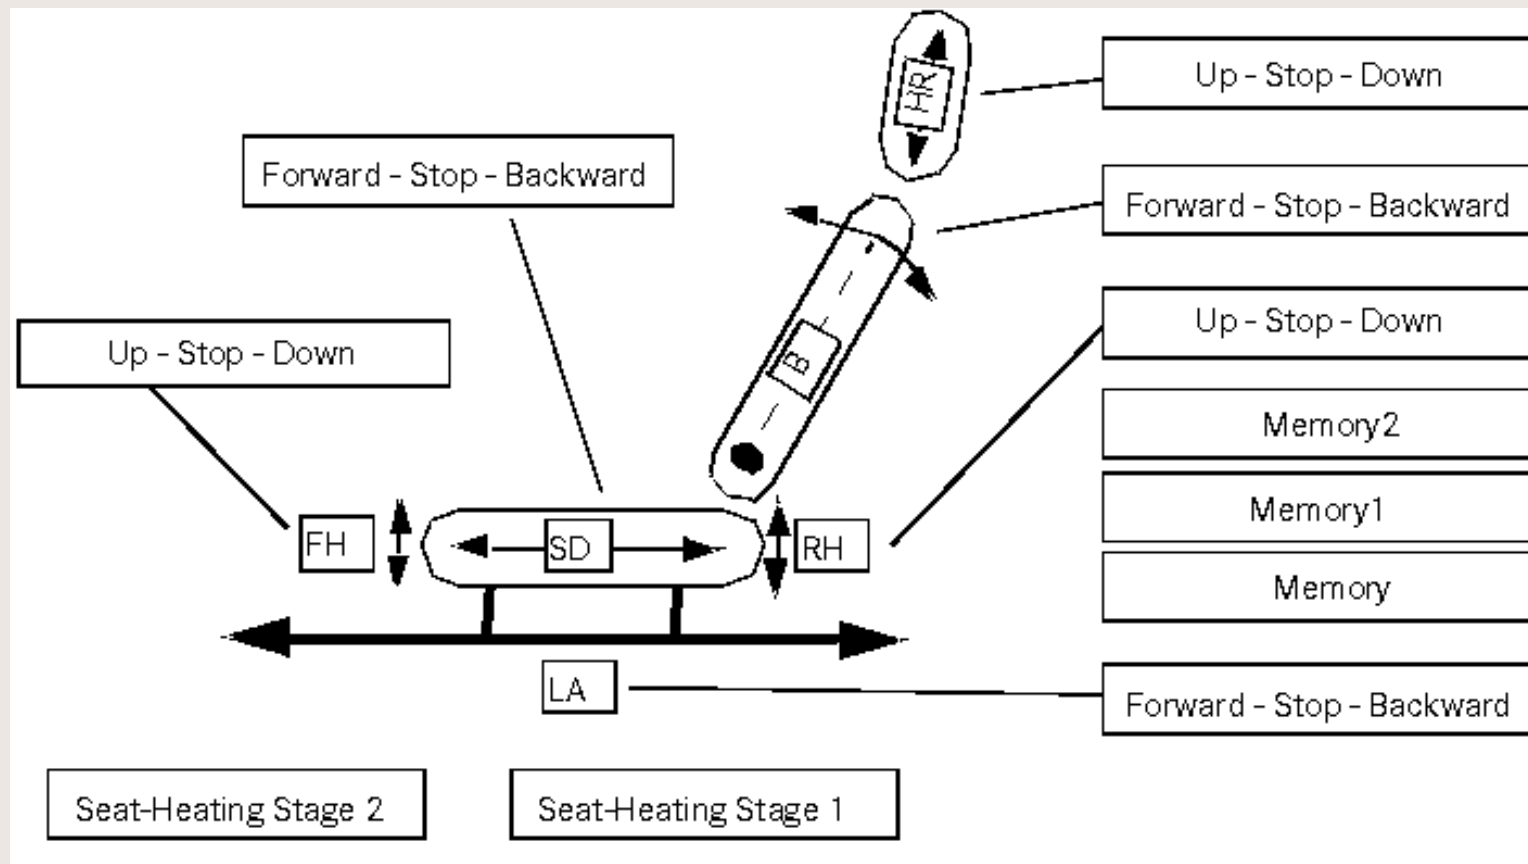 Up - Stop - Down
HR
Forward - Stop - Backward
Forward - Stop - Backward
Up - Stop - Down
Up - Stop - Down
B
Memory2
Memory1
FH
SD
RH
Memory
LA
Forward - Stop - Backward
Seat-Heating Stage 2
Seat-Heating Stage 1